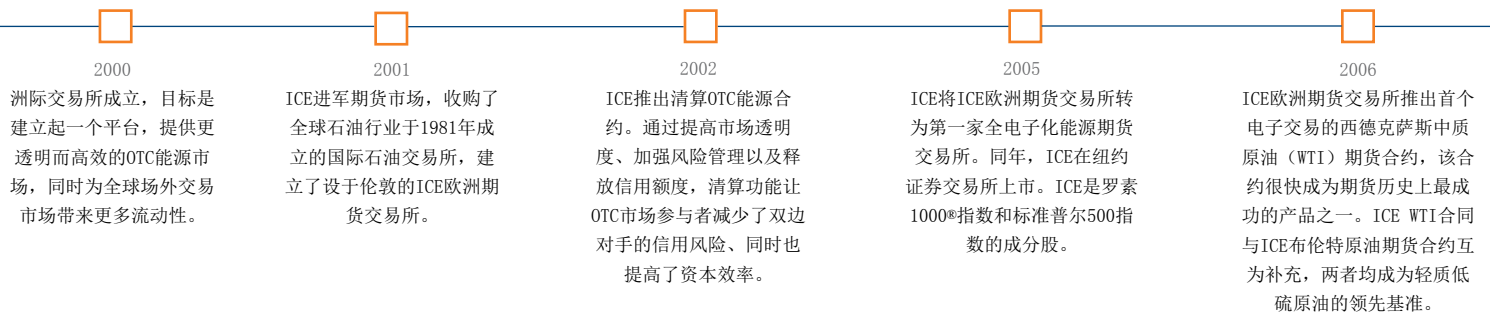 2000
洲际交易所成立，目标是
建立起一个平台，提供更
透明而高效的OTC能源市
场，同时为全球场外交易
市场带来更多流动性。
2001
ICE进军期货市场，收购了
全球石油行业于1981年成
立的国际石油交易所，建
立了设于伦敦的ICE欧洲期
货交易所。
2002
ICE推出清算OTC能源合
约。通过提高市场透明
度、加强风险管理以及释
放信用额度，清算功能让
OTC市场参与者减少了双边
对手的信用风险、同时也
提高了资本效率。
2005
ICE将ICE欧洲期货交易所转
为第一家全电子化能源期货
交易所。同年，ICE在纽约
证券交易所上市。ICE是罗素
1000®指数和标准普尔500指
数的成分股。
2006
ICE欧洲期货交易所推出首个
电子交易的西德克萨斯中质
原油（WTI）期货合约，该合
约很快成为期货历史上最成
功的产品之一。ICE WTI合同
与ICE布伦特原油期货合约互
为补充，两者均成为轻质低
硫原油的领先基准。